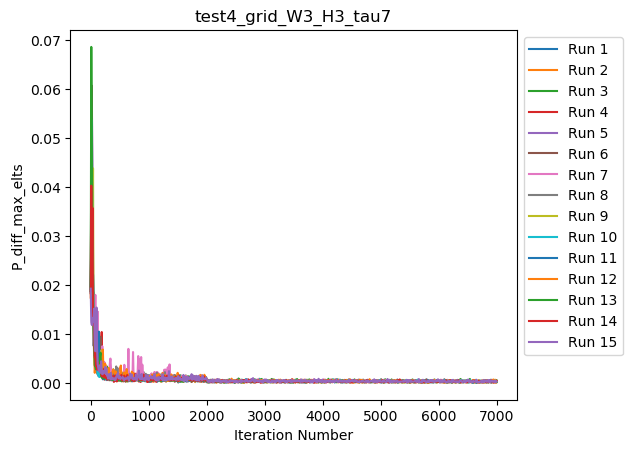 test4_grid_W3_H3_tau7
P_diff_max_elts
0.07
0.06
0.05
0.04
0.03
0.02
0.01
0.00
0
1000
2000
3000
4000
5000
6000
7000
Iteration Number
Run 1
Run 2
Run 3
Run 4
Run 5
Run 6
Run 7
Run 8
Run 9
Run 10
Run 11
Run 12
Run 13
Run 14
Run 15